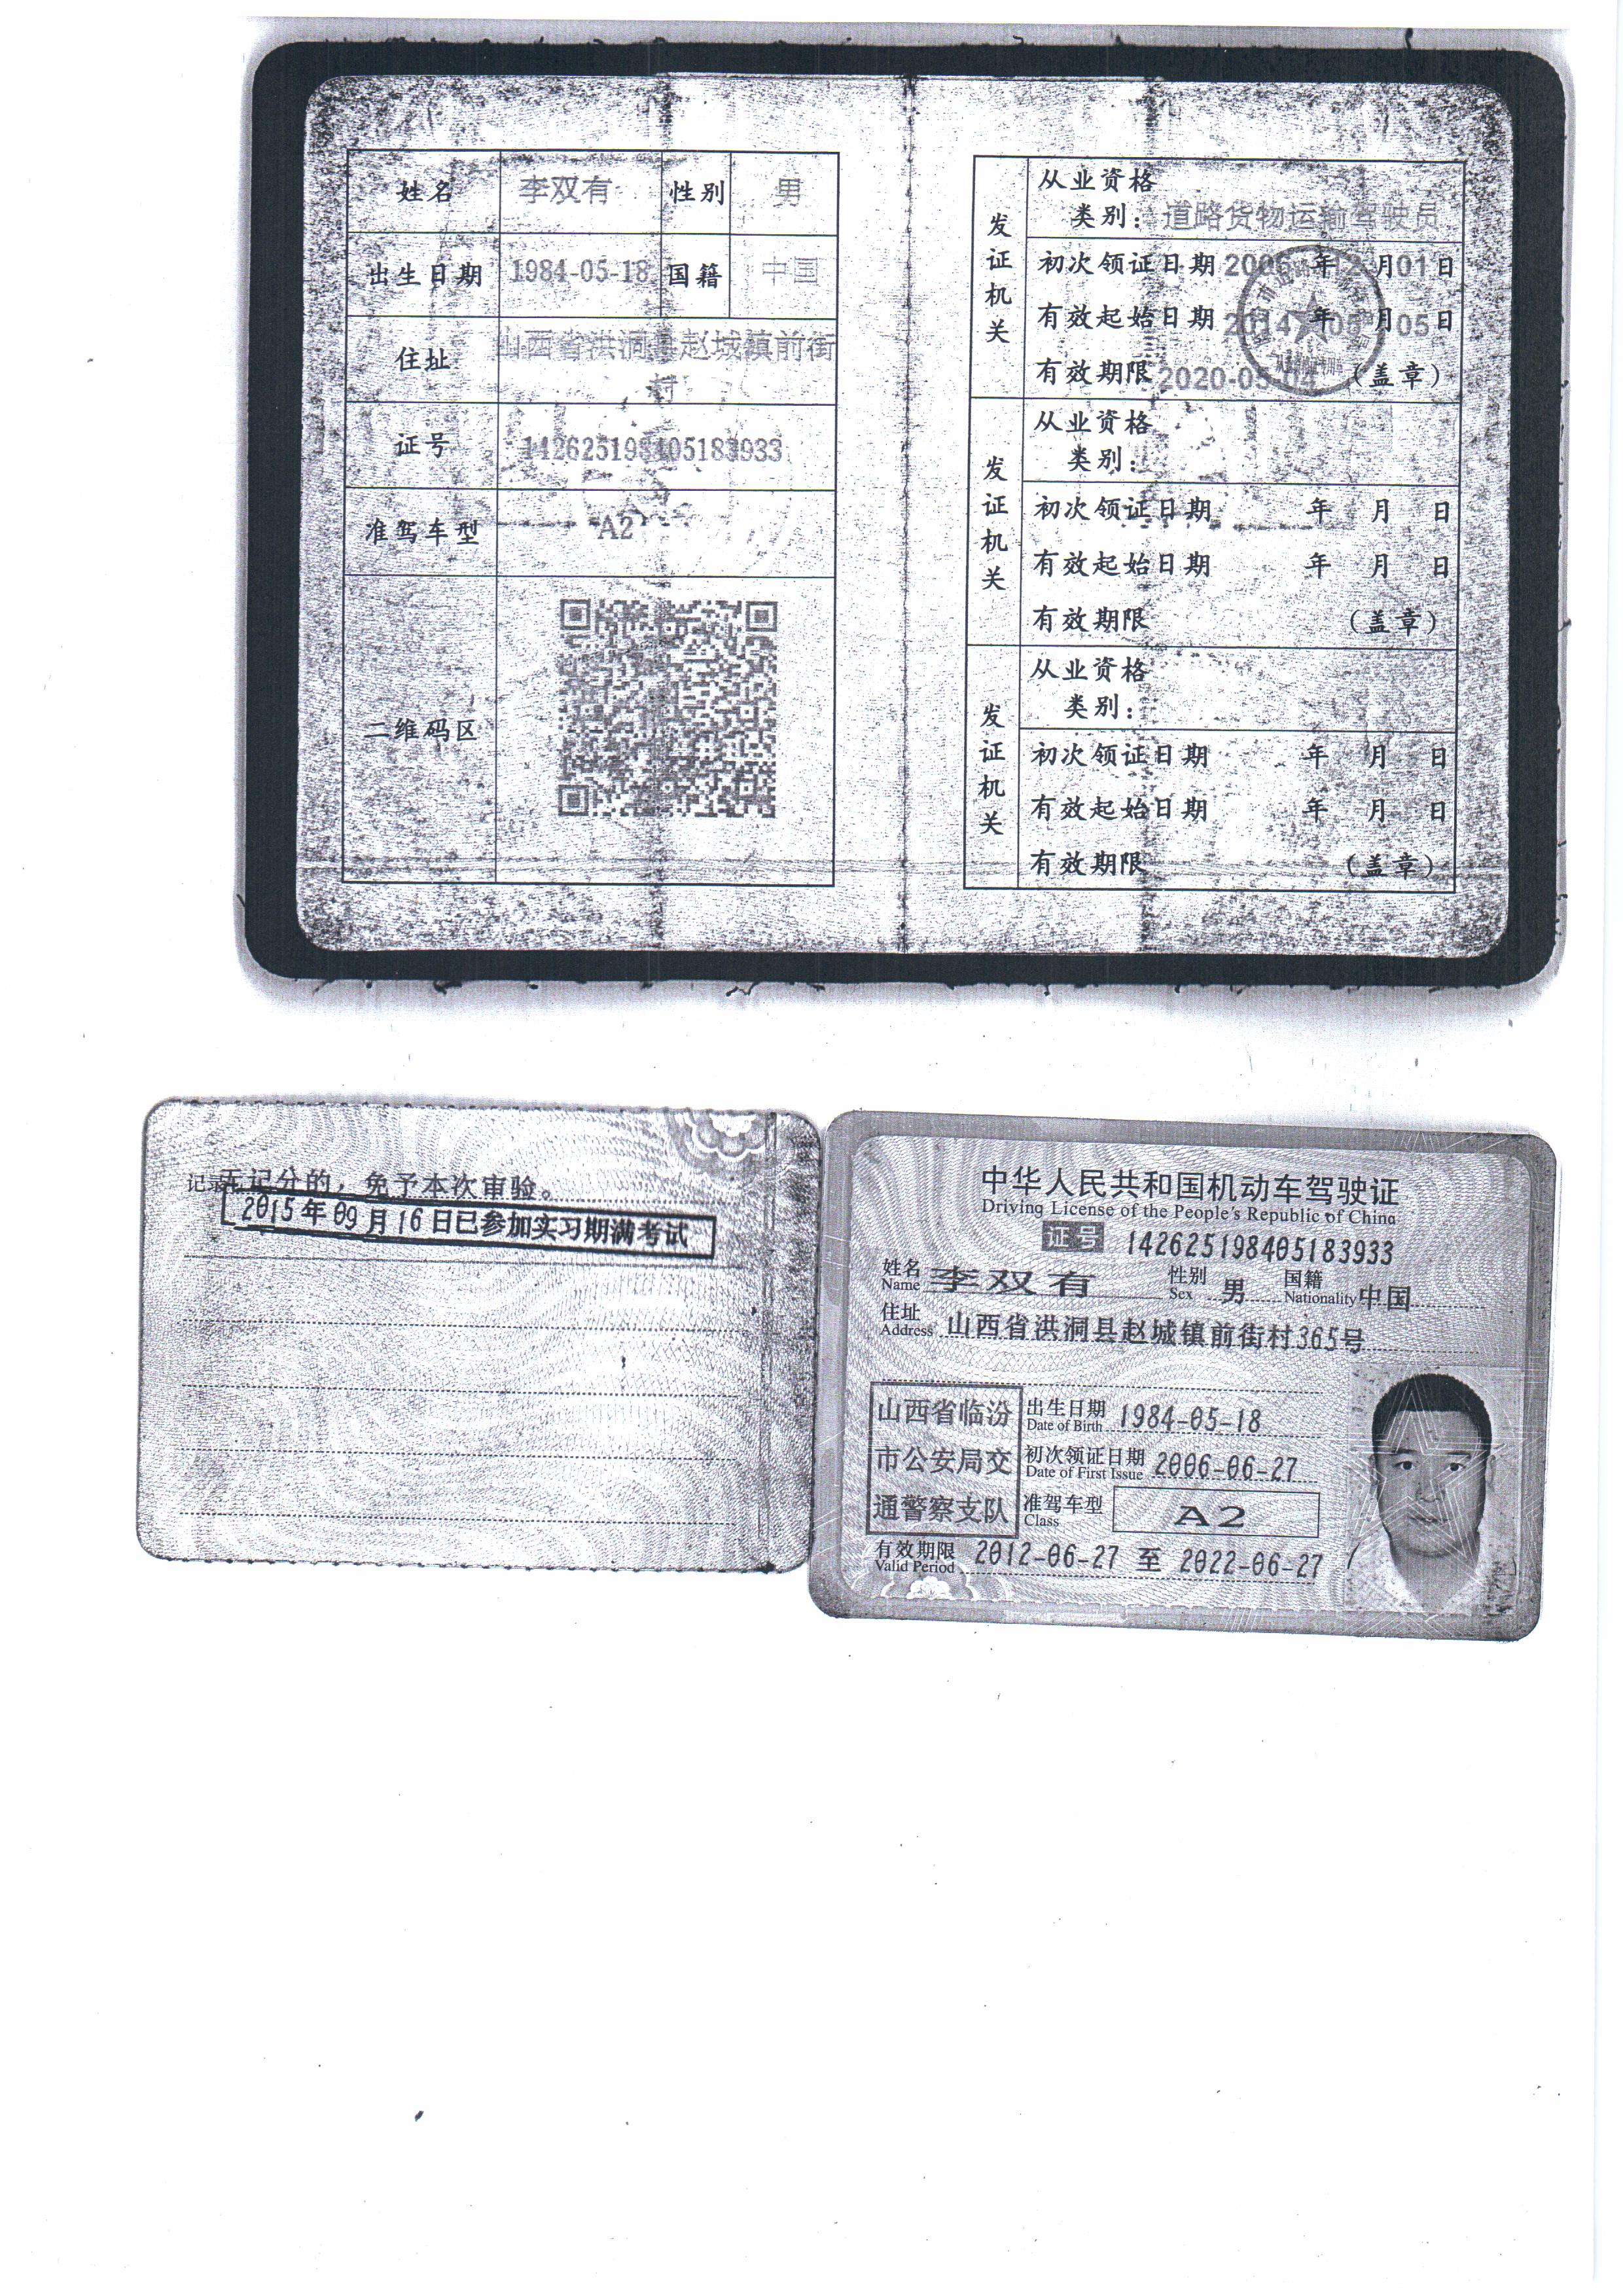 姓名 李双有 性别 男
出生日期 1984-05-18 国籍 中国
住址 山西省洪洞县赵城镇前街
村
证号 142625198405183933
准驾车型 A2
二维码区
发证机关
从业资格
类别: 道路货物运输驾驶员
初次领证日期 2006 年 12 月 01 日
有效起始日期 2014 年 05 月 05 日
有效期限 2020-05-04 (盖章)
发证机关
从业资格
类别:
初次领证日期 年 月 日
有效起始日期 年 月 日
有效期限 (盖章)
发证机关
从业资格
类别:
初次领证日期 年 月 日
有效起始日期 年 月 日
有效期限 (盖章)
记录 无记分的，免予本次审验。
2015年09月16日已参加实习期满考试
中华人民共和国机动车驾驶证
Driving License of the People's Republic of China
证号 142625198405183933
姓名 李双有 性别 男 国籍 中国
Name Sex Nationality
住址 山西省洪洞县赵城镇前街村365号
Address
山西省临汾
市公安局交
通警察支队
出生日期 1984-05-18
Date of Birth
初次领证日期 2006-06-27
Date of First Issue
准驾车型 A2
Class
有效期限 2012-06-27 至 2022-06-27
Valid Period